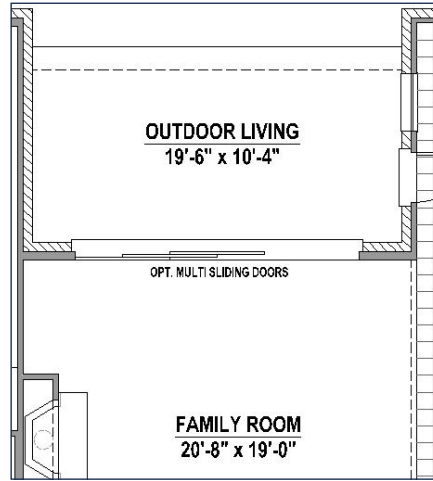 OUTDOOR LIVING
19'-6" x 10'-4"
OPT. MULTI SLIDING DOORS
FAMILY ROOM
20'-8" x 19'-0"